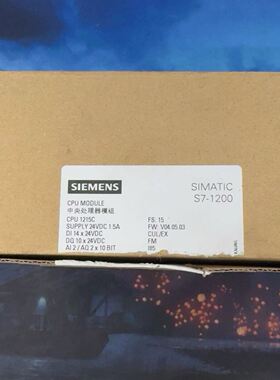 SIEMENS
SIMATIC
S7-1200
CPU MODULE
中央处理器模组
CPU 1215C
SUPPLY 24VDC 1.5A
DI 14 x 24VDC
DQ 10 x 24VDC
AI 2 / AQ 2 x 10 BIT
FS: 15
FW: V04.05.03
CUL/EX
FM